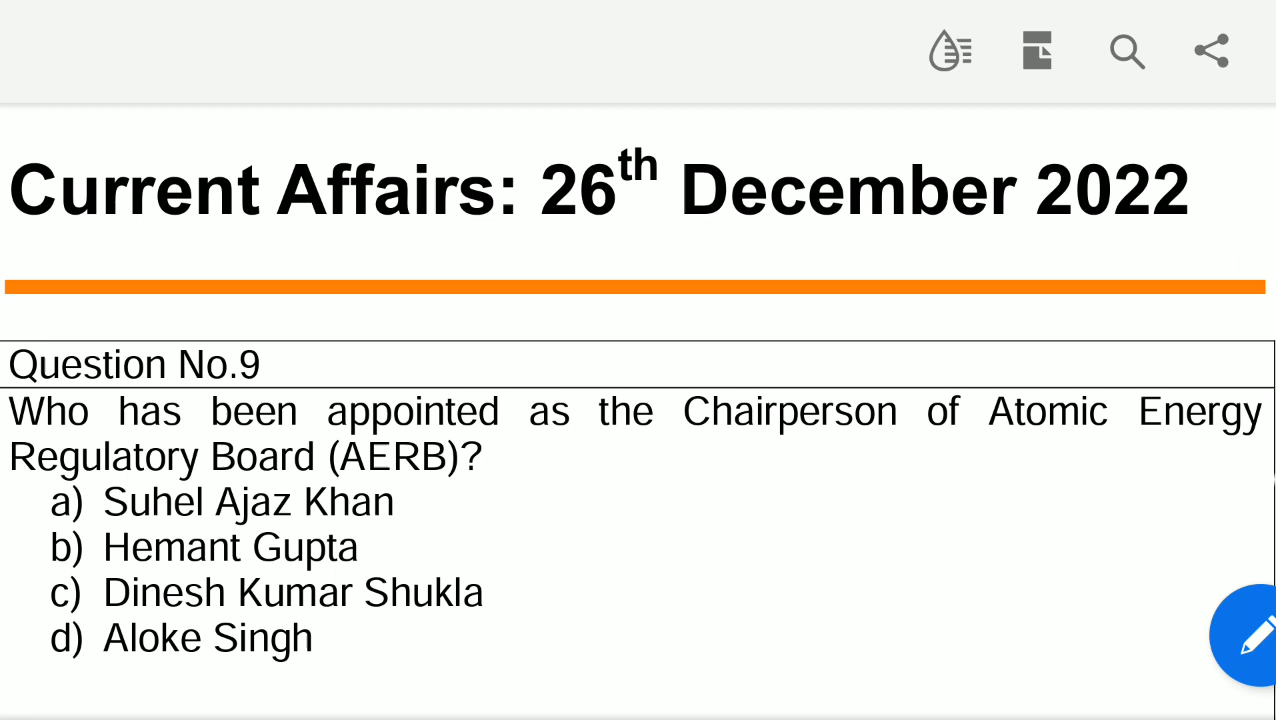 Current Affairs: 26th December 2022
Question No.9
Who has been appointed as the Chairperson of Atomic Energy
Regulatory Board (AERB)?
a) Suhel Ajaz Khan
b) Hemant Gupta
c) Dinesh Kumar Shukla
d) Aloke Singh